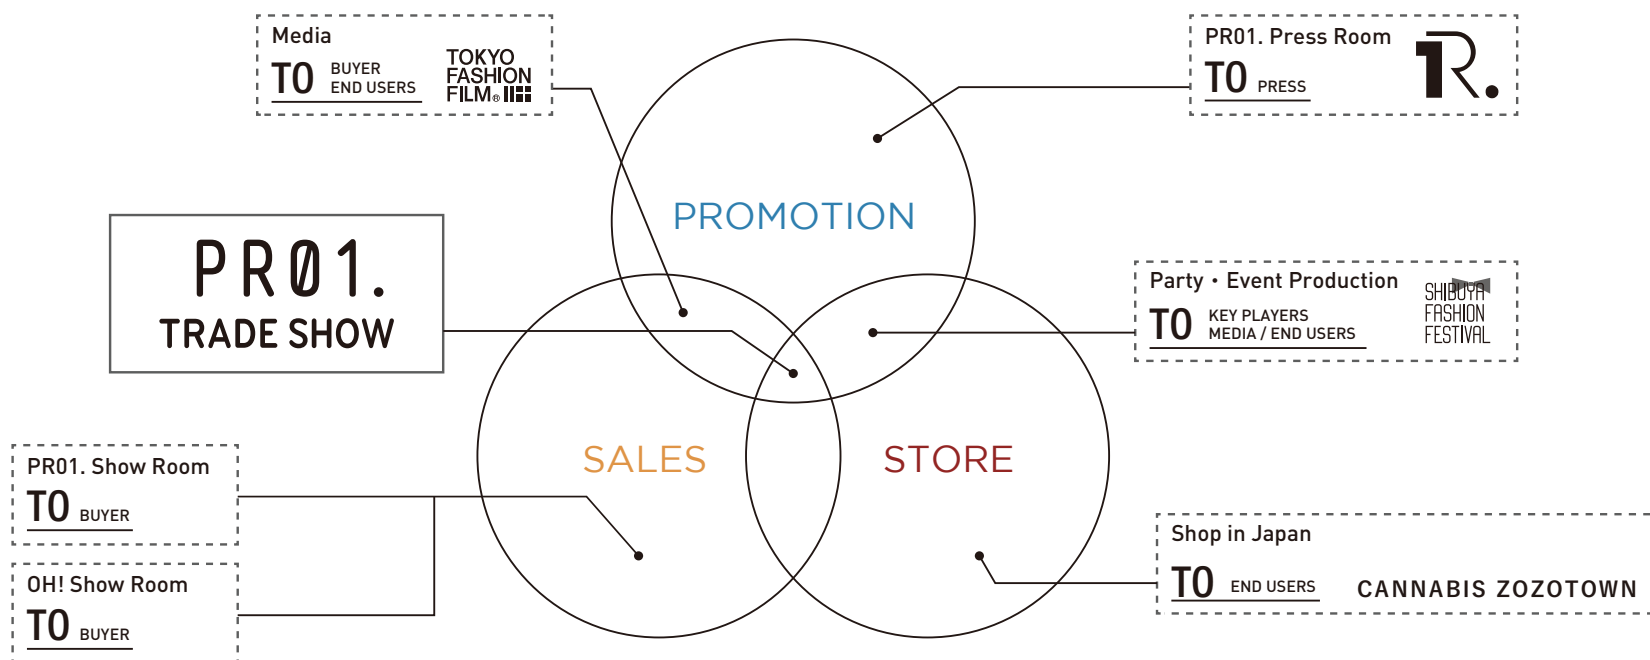 Media
TO BUYER
END USERS
TOKYO
FASHION
FILM®
PR01. Press Room
TO PRESS
1R.
PROMOTION
PR01.
TRADE SHOW
Party・Event Production
TO KEY PLAYERS
MEDIA / END USERS
SHIBUYA
FASHION
FESTIVAL
SALES
STORE
PR01. Show Room
TO BUYER
OH! Show Room
TO BUYER
Shop in Japan
TO END USERS
CANNABIS ZOZOTOWN